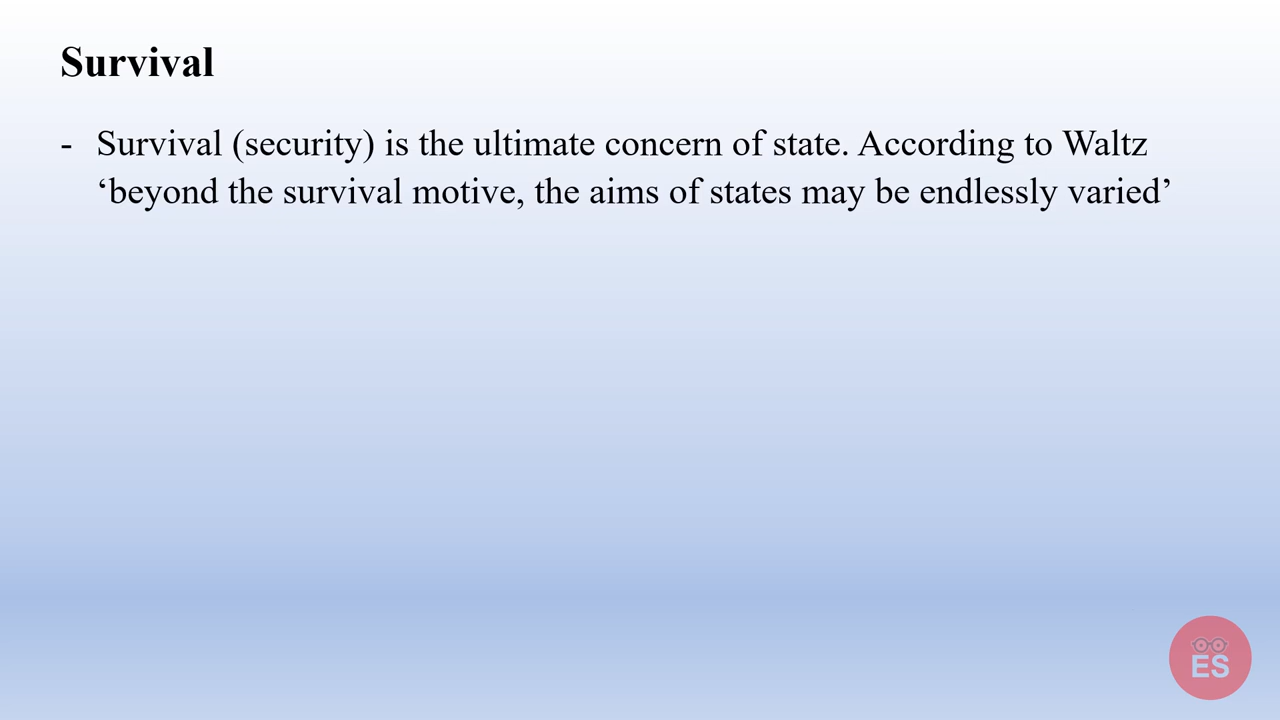 Survival
- Survival (security) is the ultimate concern of state. According to Waltz
‘beyond the survival motive, the aims of states may be endlessly varied’
ES